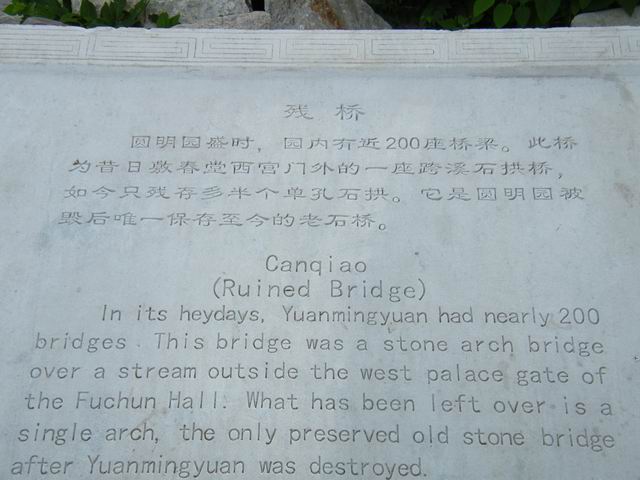 残桥
圆明园盛时，园内有近200座桥梁。此桥
为昔日敷春堂西宫门外的一座跨溪石拱桥，
如今只残存多半个单孔石拱。它是圆明园被
毁后唯一保存至今的老石桥。
Canqiao
(Ruined Bridge)
In its heydays, Yuanmingyuan had nearly 200
bridges. This bridge was a stone arch bridge
over a stream outside the west palace gate of
the Fuchun Hall. What has been left over is a
single arch, the only preserved old stone bridge
after Yuanmingyuan was destroyed.